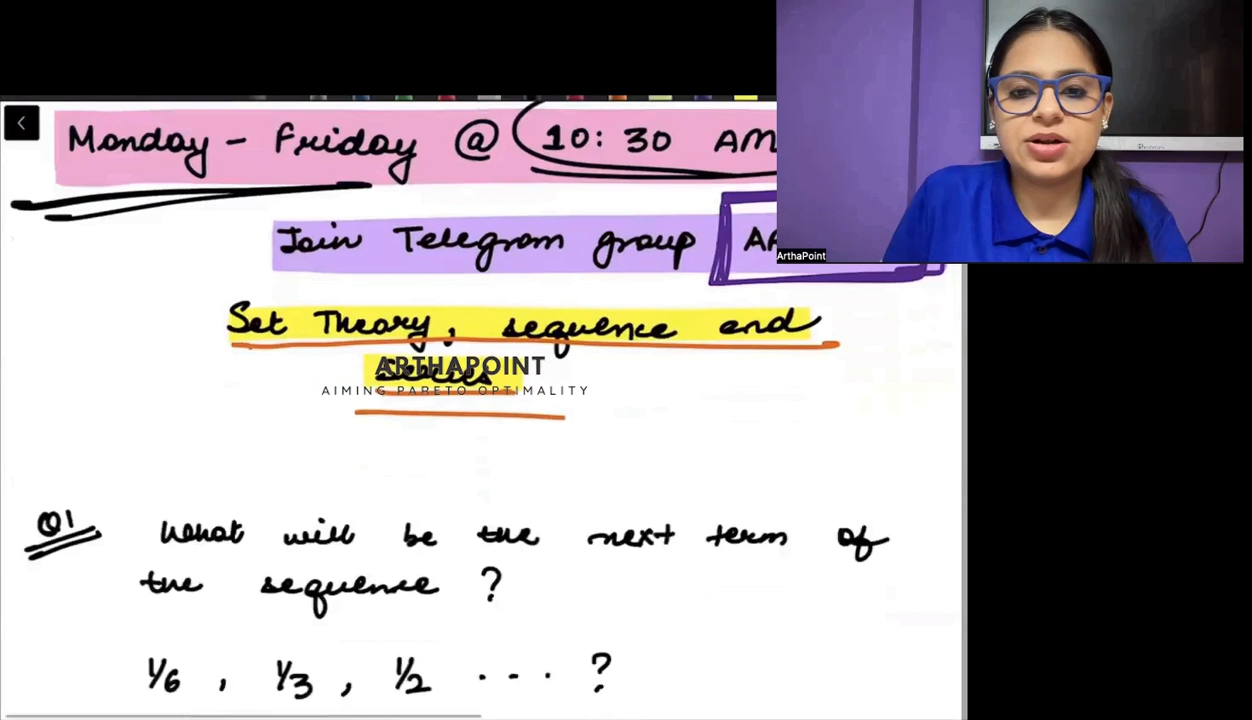 Monday - Friday @ 10:30 AM
Join Telegram group
ArthaPoint
Set Theory, sequence and
series
ARTHAPOINT
AIMING PARETO OPTIMALITY
Q1 What will be the next term of
the sequence ?
1/6 , 1/3 , 1/2 . . . ?